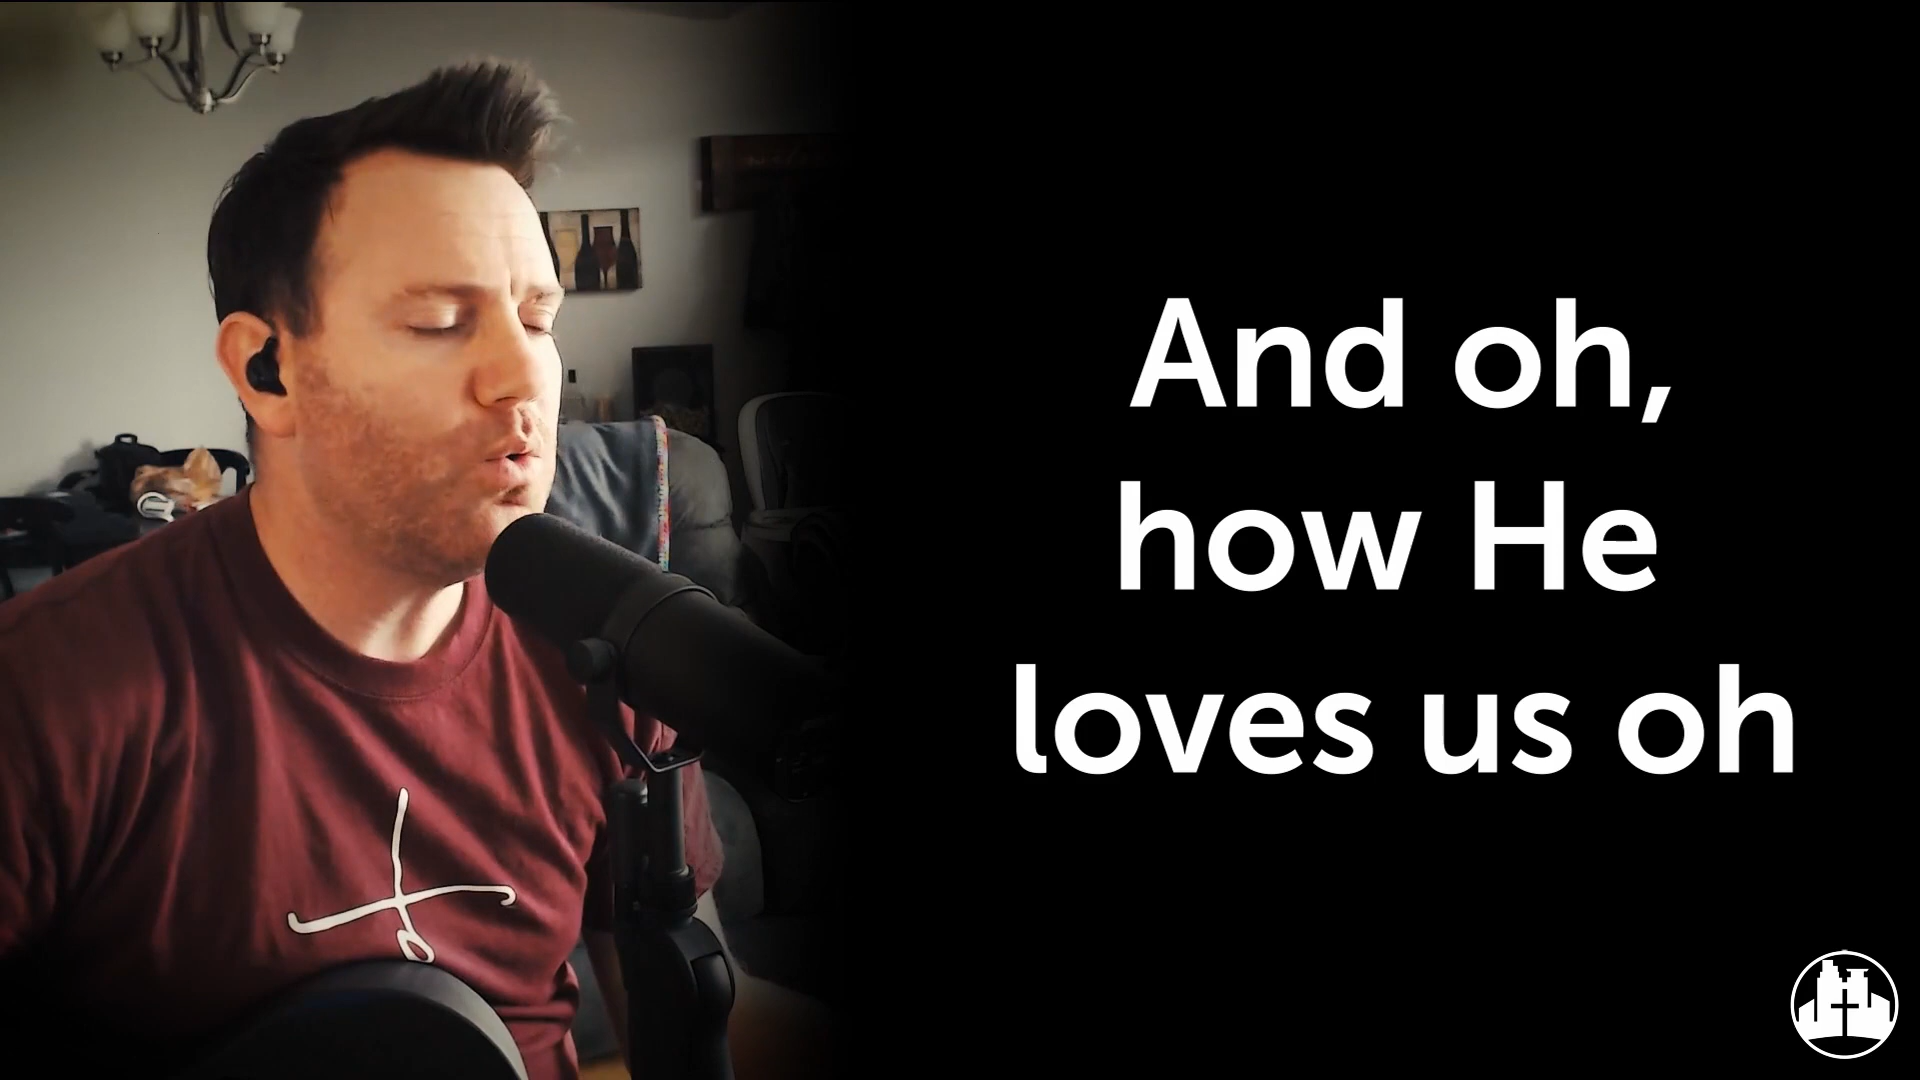 And oh,
how He
loves us oh